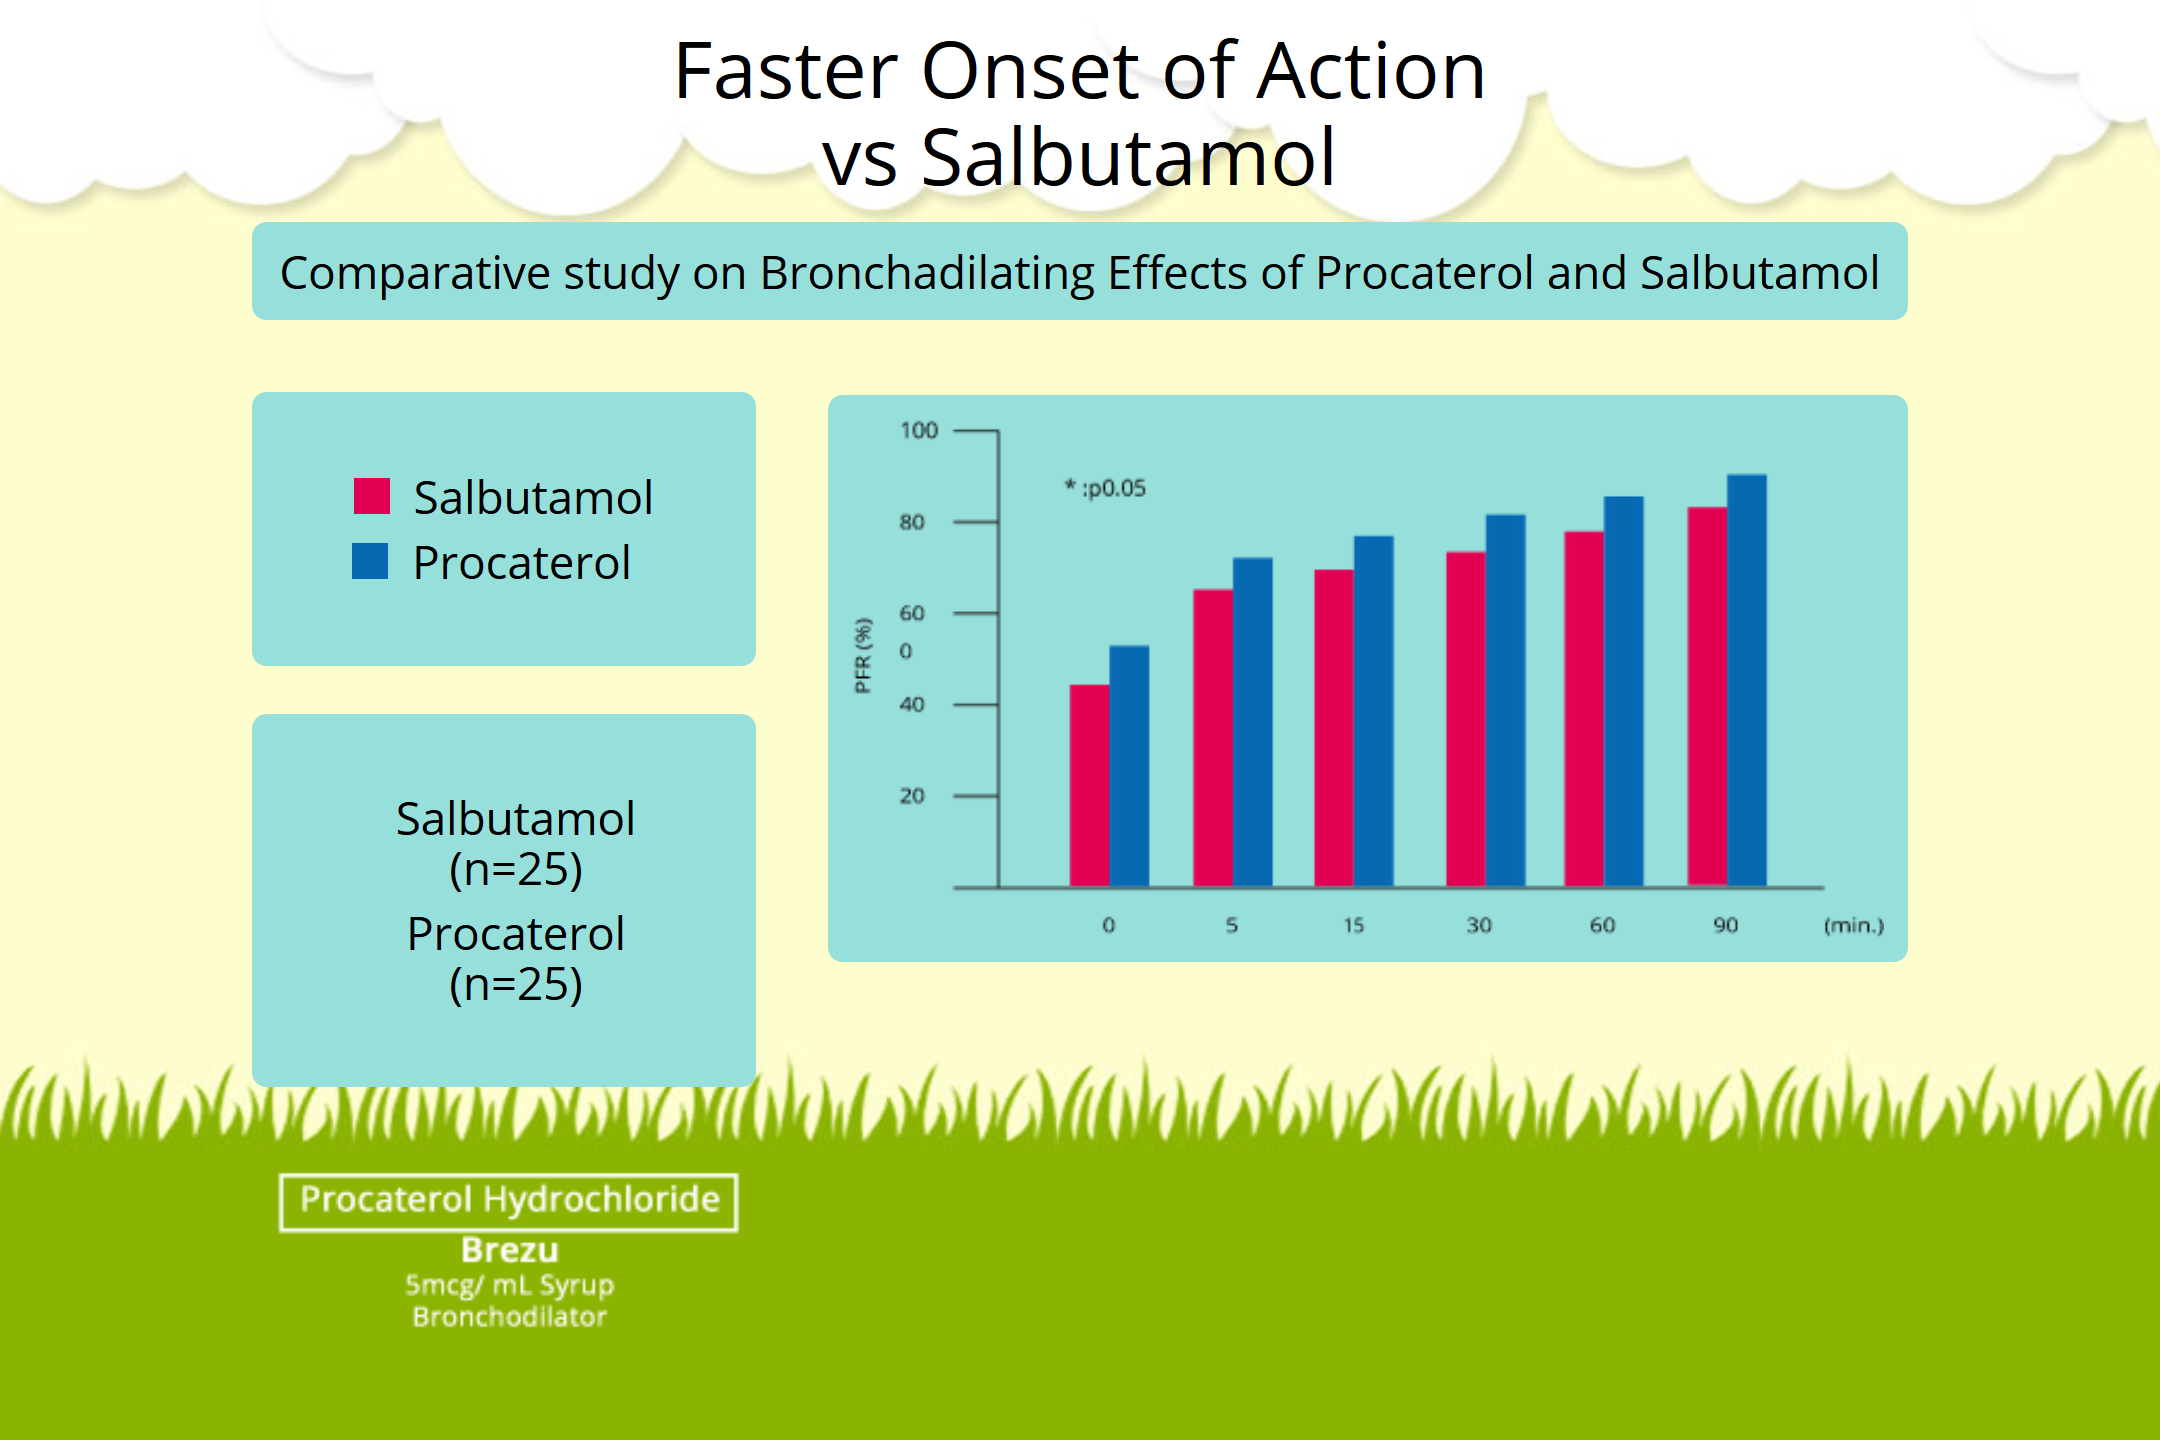 Faster Onset of Action
vs Salbutamol
Comparative study on Bronchadilating Effects of Procaterol and Salbutamol
Salbutamol
Procaterol
Salbutamol
(n=25)
Procaterol
(n=25)
100
* :p0.05
80
60
0
PFR (%)
40
20
0 5 15 30 60 90 (min.)
Procaterol Hydrochloride
Brezu
5mcg/ mL Syrup
Bronchodilator